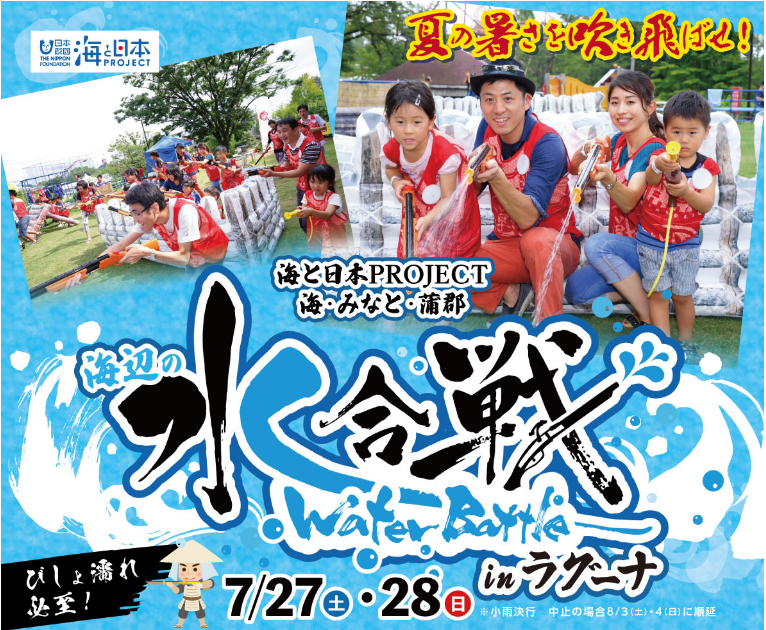 日本財団
THE NIPPON FOUNDATION
海と日本
PROJECT
夏の暑さを吹き飛ばせ!
海と日本PROJECT
海・みなと・蒲郡
海辺の
水合戦
Water Battle
in ラグーナ
びしょ濡れ
必至!
7/27土・28日
※小雨決行 中止の場合8/3(土)・4(日)に順延